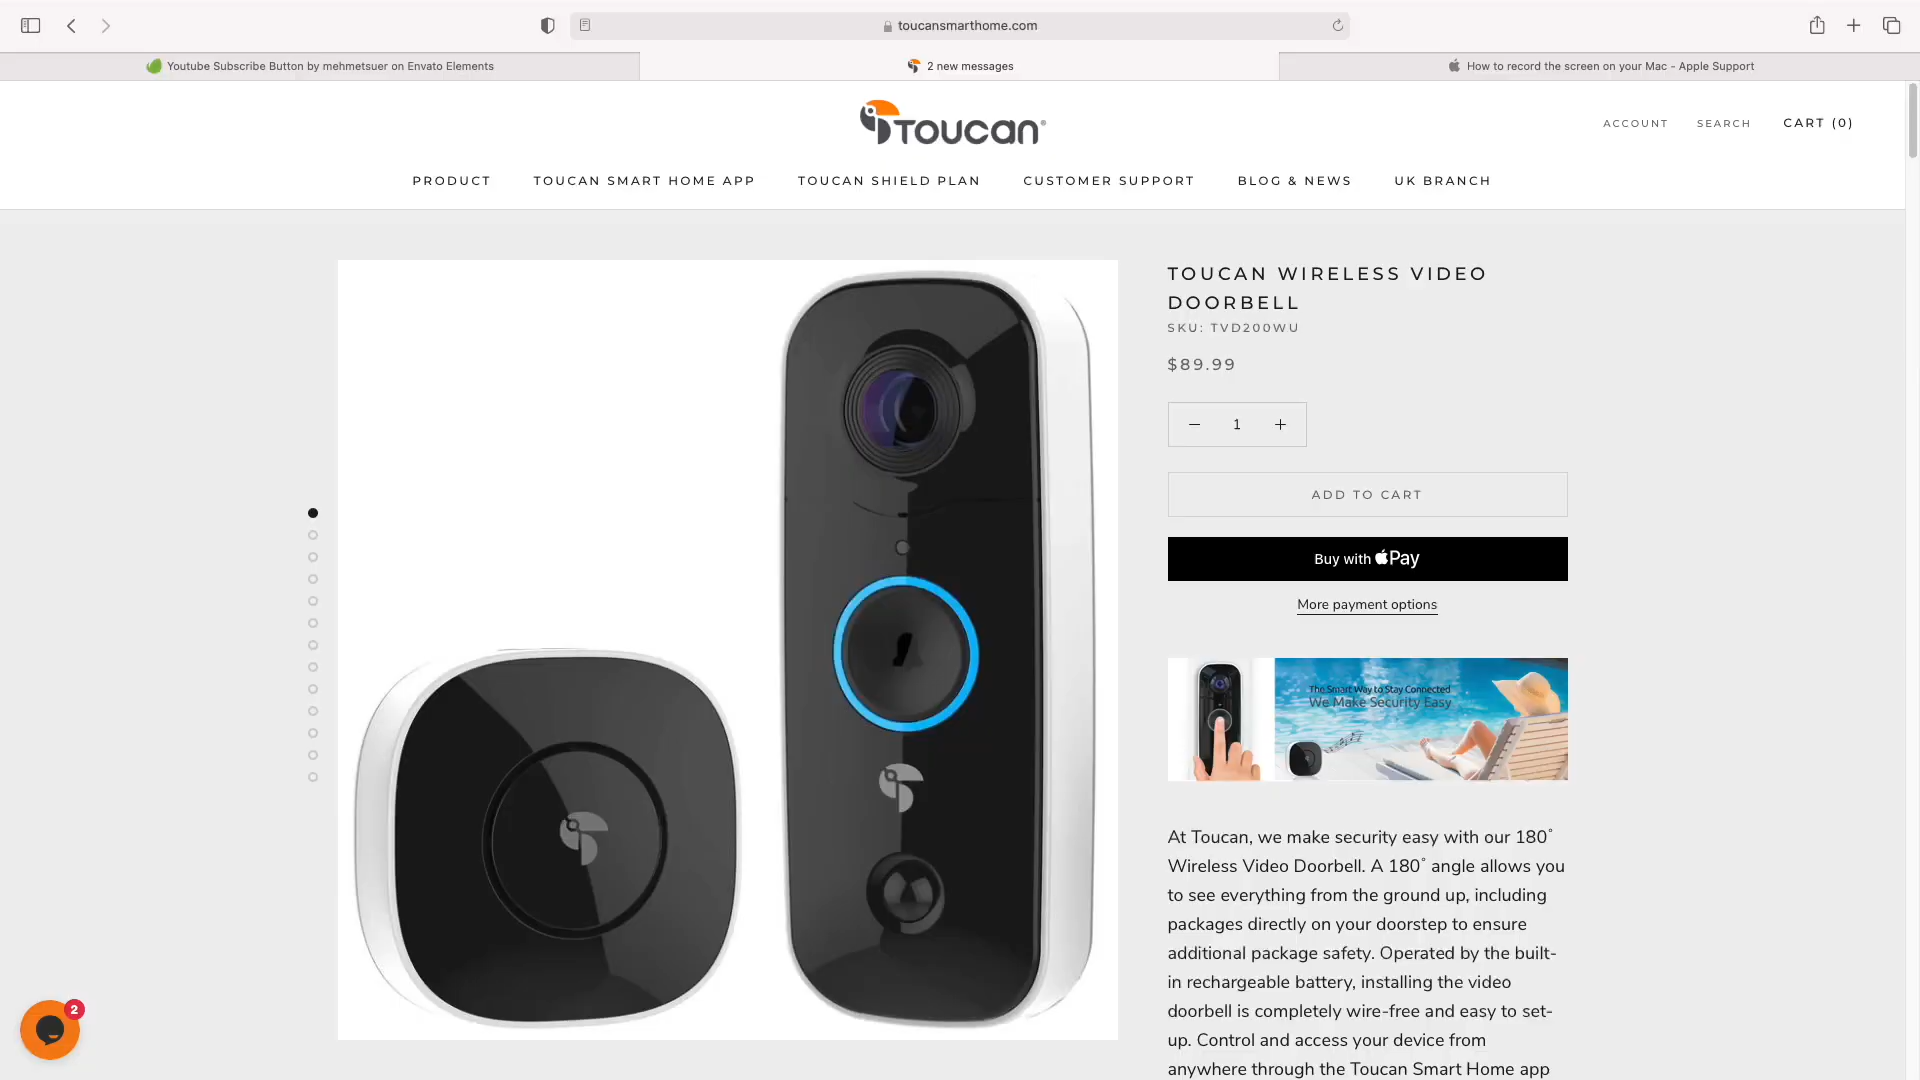 toucansmarthome.com
Youtube Subscribe Button by mehmetsuer on Envato Elements
2 new messages
How to record the screen on your Mac - Apple Support
Toucan®
ACCOUNT
SEARCH
CART (0)
PRODUCT
TOUCAN SMART HOME APP
TOUCAN SHIELD PLAN
CUSTOMER SUPPORT
BLOG & NEWS
UK BRANCH
TOUCAN WIRELESS VIDEO
DOORBELL
SKU: TVD200WU
$89.99
1
ADD TO CART
Buy with Pay
More payment options
The Smart Way to Stay Connected
We Make Security Easy
At Toucan, we make security easy with our 180˚
Wireless Video Doorbell. A 180˚ angle allows you
to see everything from the ground up, including
packages directly on your doorstep to ensure
additional package safety. Operated by the built-
in rechargeable battery, installing the video
doorbell is completely wire-free and easy to set-
up. Control and access your device from
anywhere through the Toucan Smart Home app
2